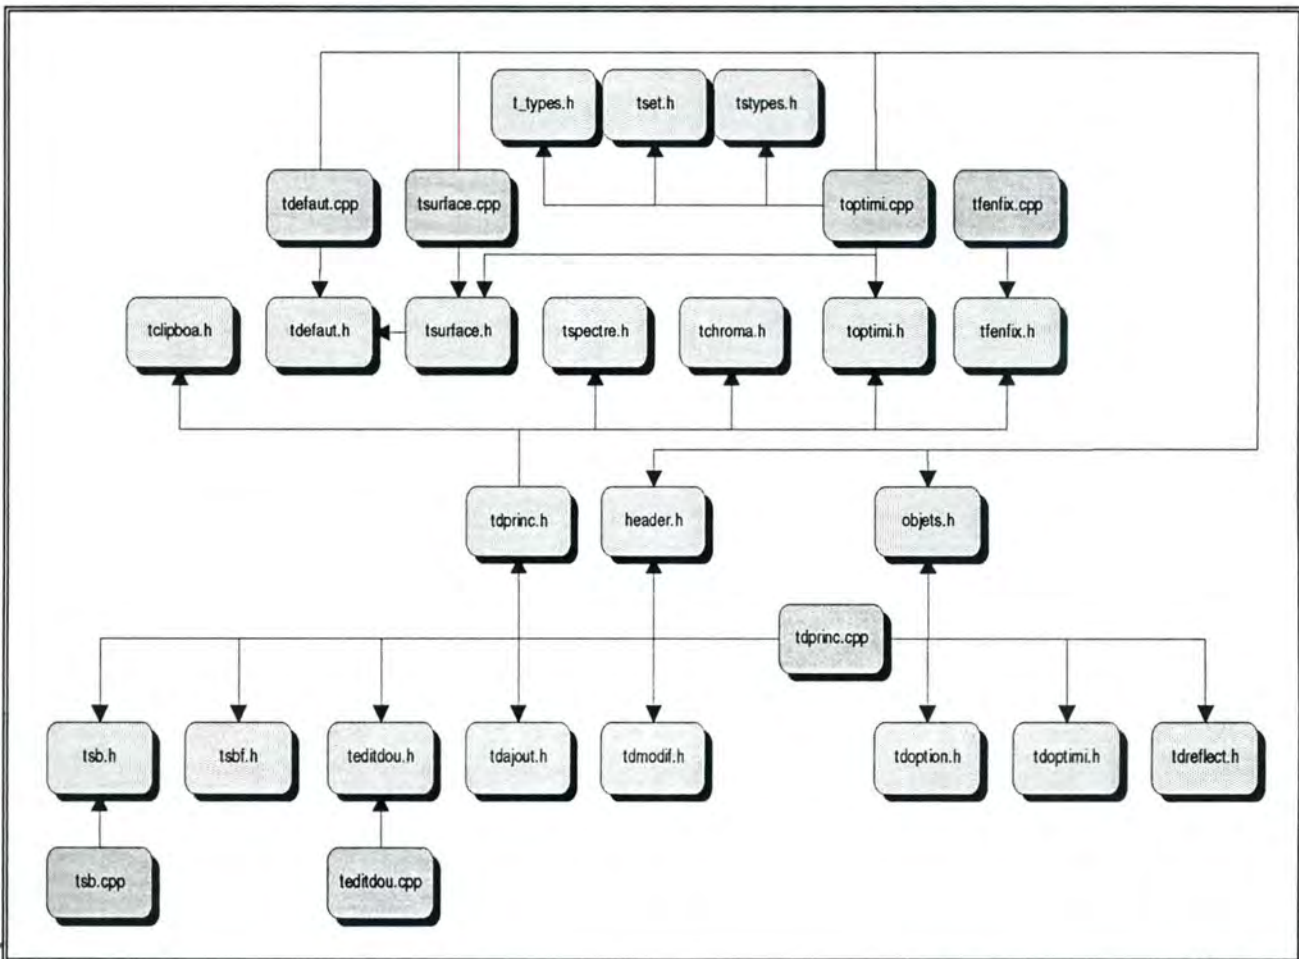 t_types.h
tset.h
tstypes.h
tdefaut.cpp
tsurface.cpp
toptimi.cpp
tfenfix.cpp
tclipboa.h
tdefaut.h
tsurface.h
tspectre.h
tchroma.h
toptimi.h
tfenfix.h
tdprinc.h
header.h
objets.h
tdprinc.cpp
tsb.h
tsbf.h
teditdou.h
tdajout.h
tdmodif.h
tdoption.h
tdoptimi.h
tdreflect.h
tsb.cpp
teditdou.cpp